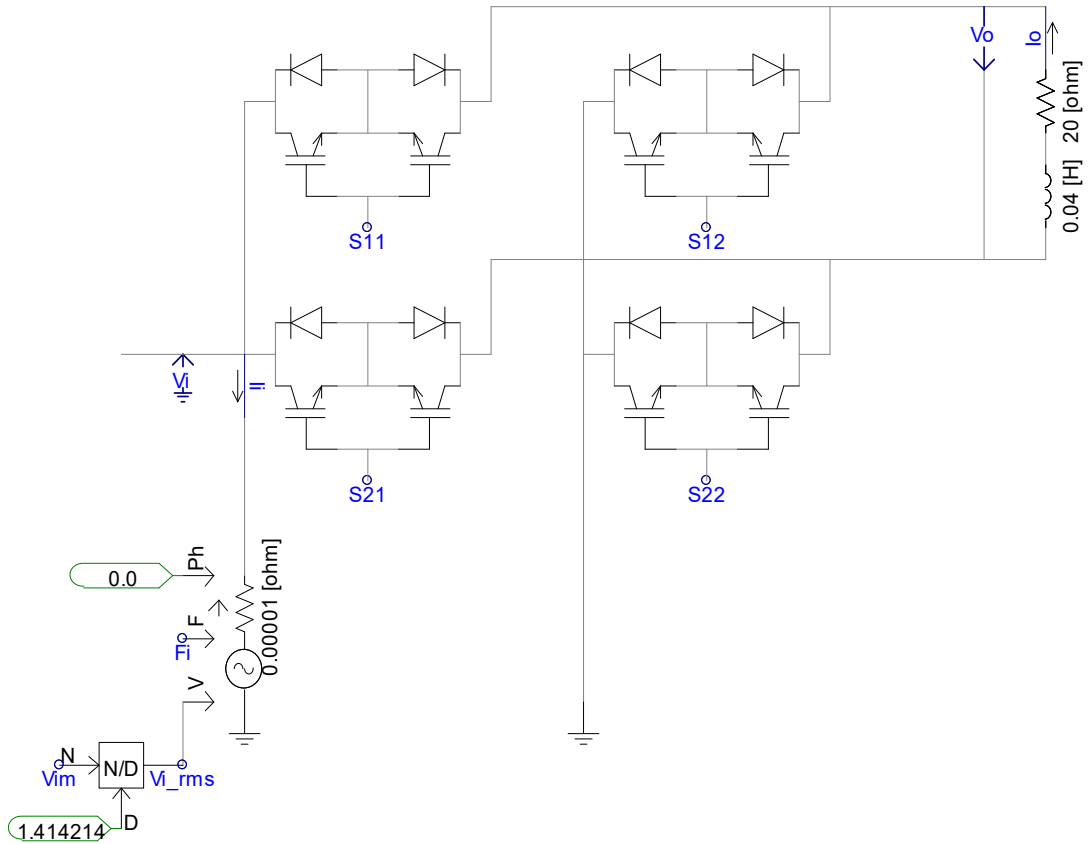 Vo
Io
20 [ohm]
0.04 [H]
S11
S12
Vi
Ii
S21
S22
Ph
0.0
F
Fi
0.00001 [ohm]
V
N
N/D
Vim
Vi_rms
D
1.414214